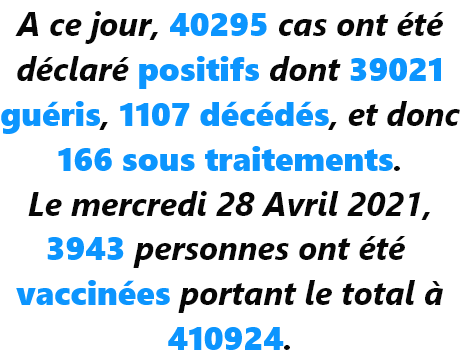 A ce jour, 40295 cas ont été
déclaré positifs dont 39021
guéris, 1107 décédés, et donc
166 sous traitements.
Le mercredi 28 Avril 2021,
3943 personnes ont été
vaccinées portant le total à
410924.